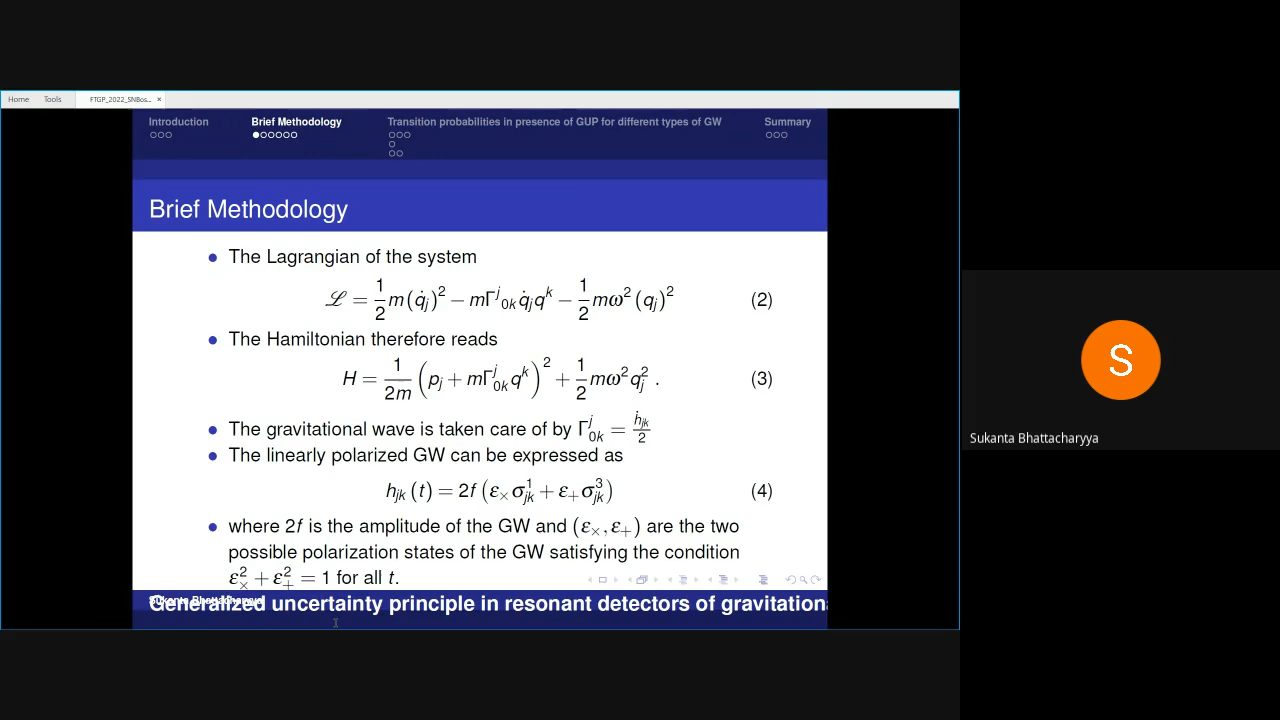 Home Tools FTGP_2022_SNBos... ×
Introduction Brief Methodology Transition probabilities in presence of GUP for different types of GW Summary
Brief Methodology
• The Lagrangian of the system
ℒ = 1/2 m(q̇_j)^2 − mΓ^j_{0k} q̇_j q^k − 1/2 mω^2 (q_j)^2 (2)
• The Hamiltonian therefore reads
H = 1/2m (p_j + mΓ^j_{0k} q^k)^2 + 1/2 mω^2 q_j^2 . (3)
• The gravitational wave is taken care of by Γ^j_{0k} = ḣ_{jk}/2
• The linearly polarized GW can be expressed as
h_{jk} (t) = 2f (ε_× σ^1_{jk} + ε_+ σ^3_{jk}) (4)
• where 2f is the amplitude of the GW and (ε_×, ε_+) are the two
possible polarization states of the GW satisfying the condition
ε_×^2 + ε_+^2 = 1 for all t.
Sukanta Bhattacharyya
Generalized uncertainty principle in resonant detectors of gravitation
S
Sukanta Bhattacharyya